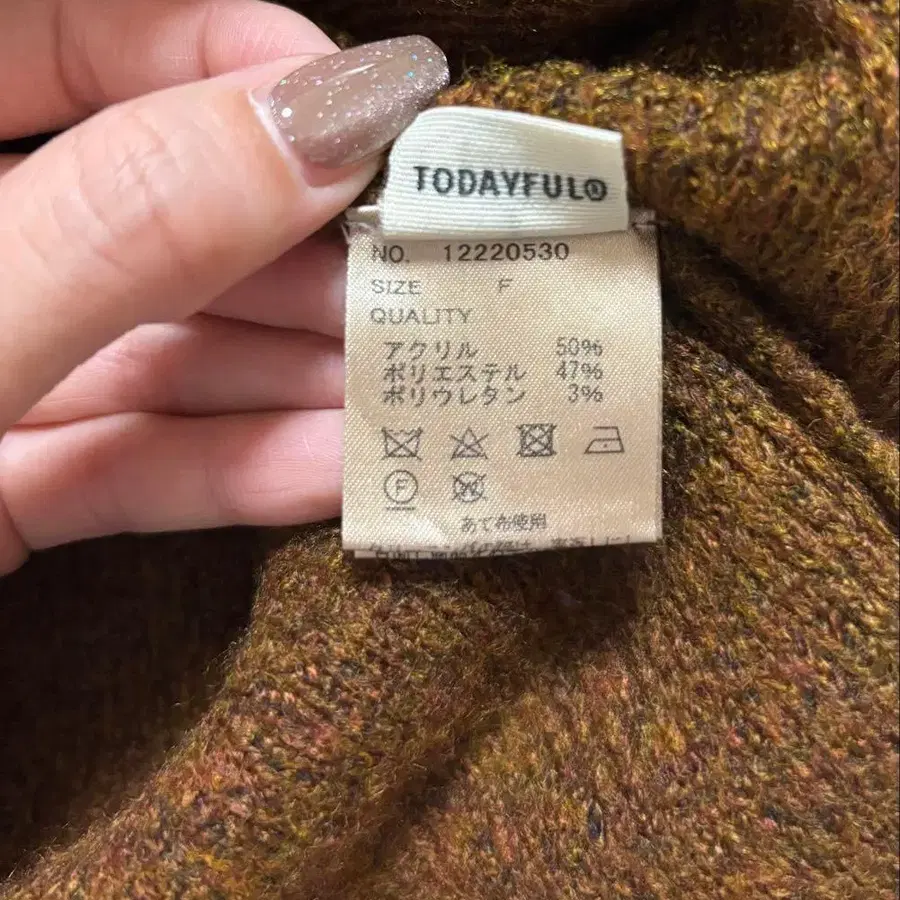 TODAYFUL®
NO. 12220530
SIZE F
QUALITY
アクリル 50%
ポリエステル 47%
ポリウレタン 3%
F
W
あて布使用